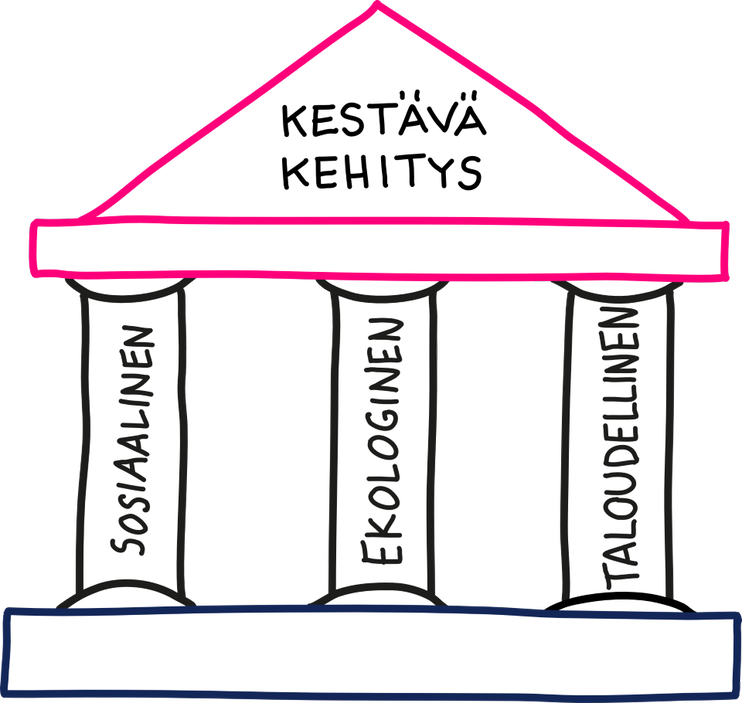 KESTÄVÄ
KEHITYS
SOSIAALINEN
EKOLOGINEN
TALOUDELLINEN